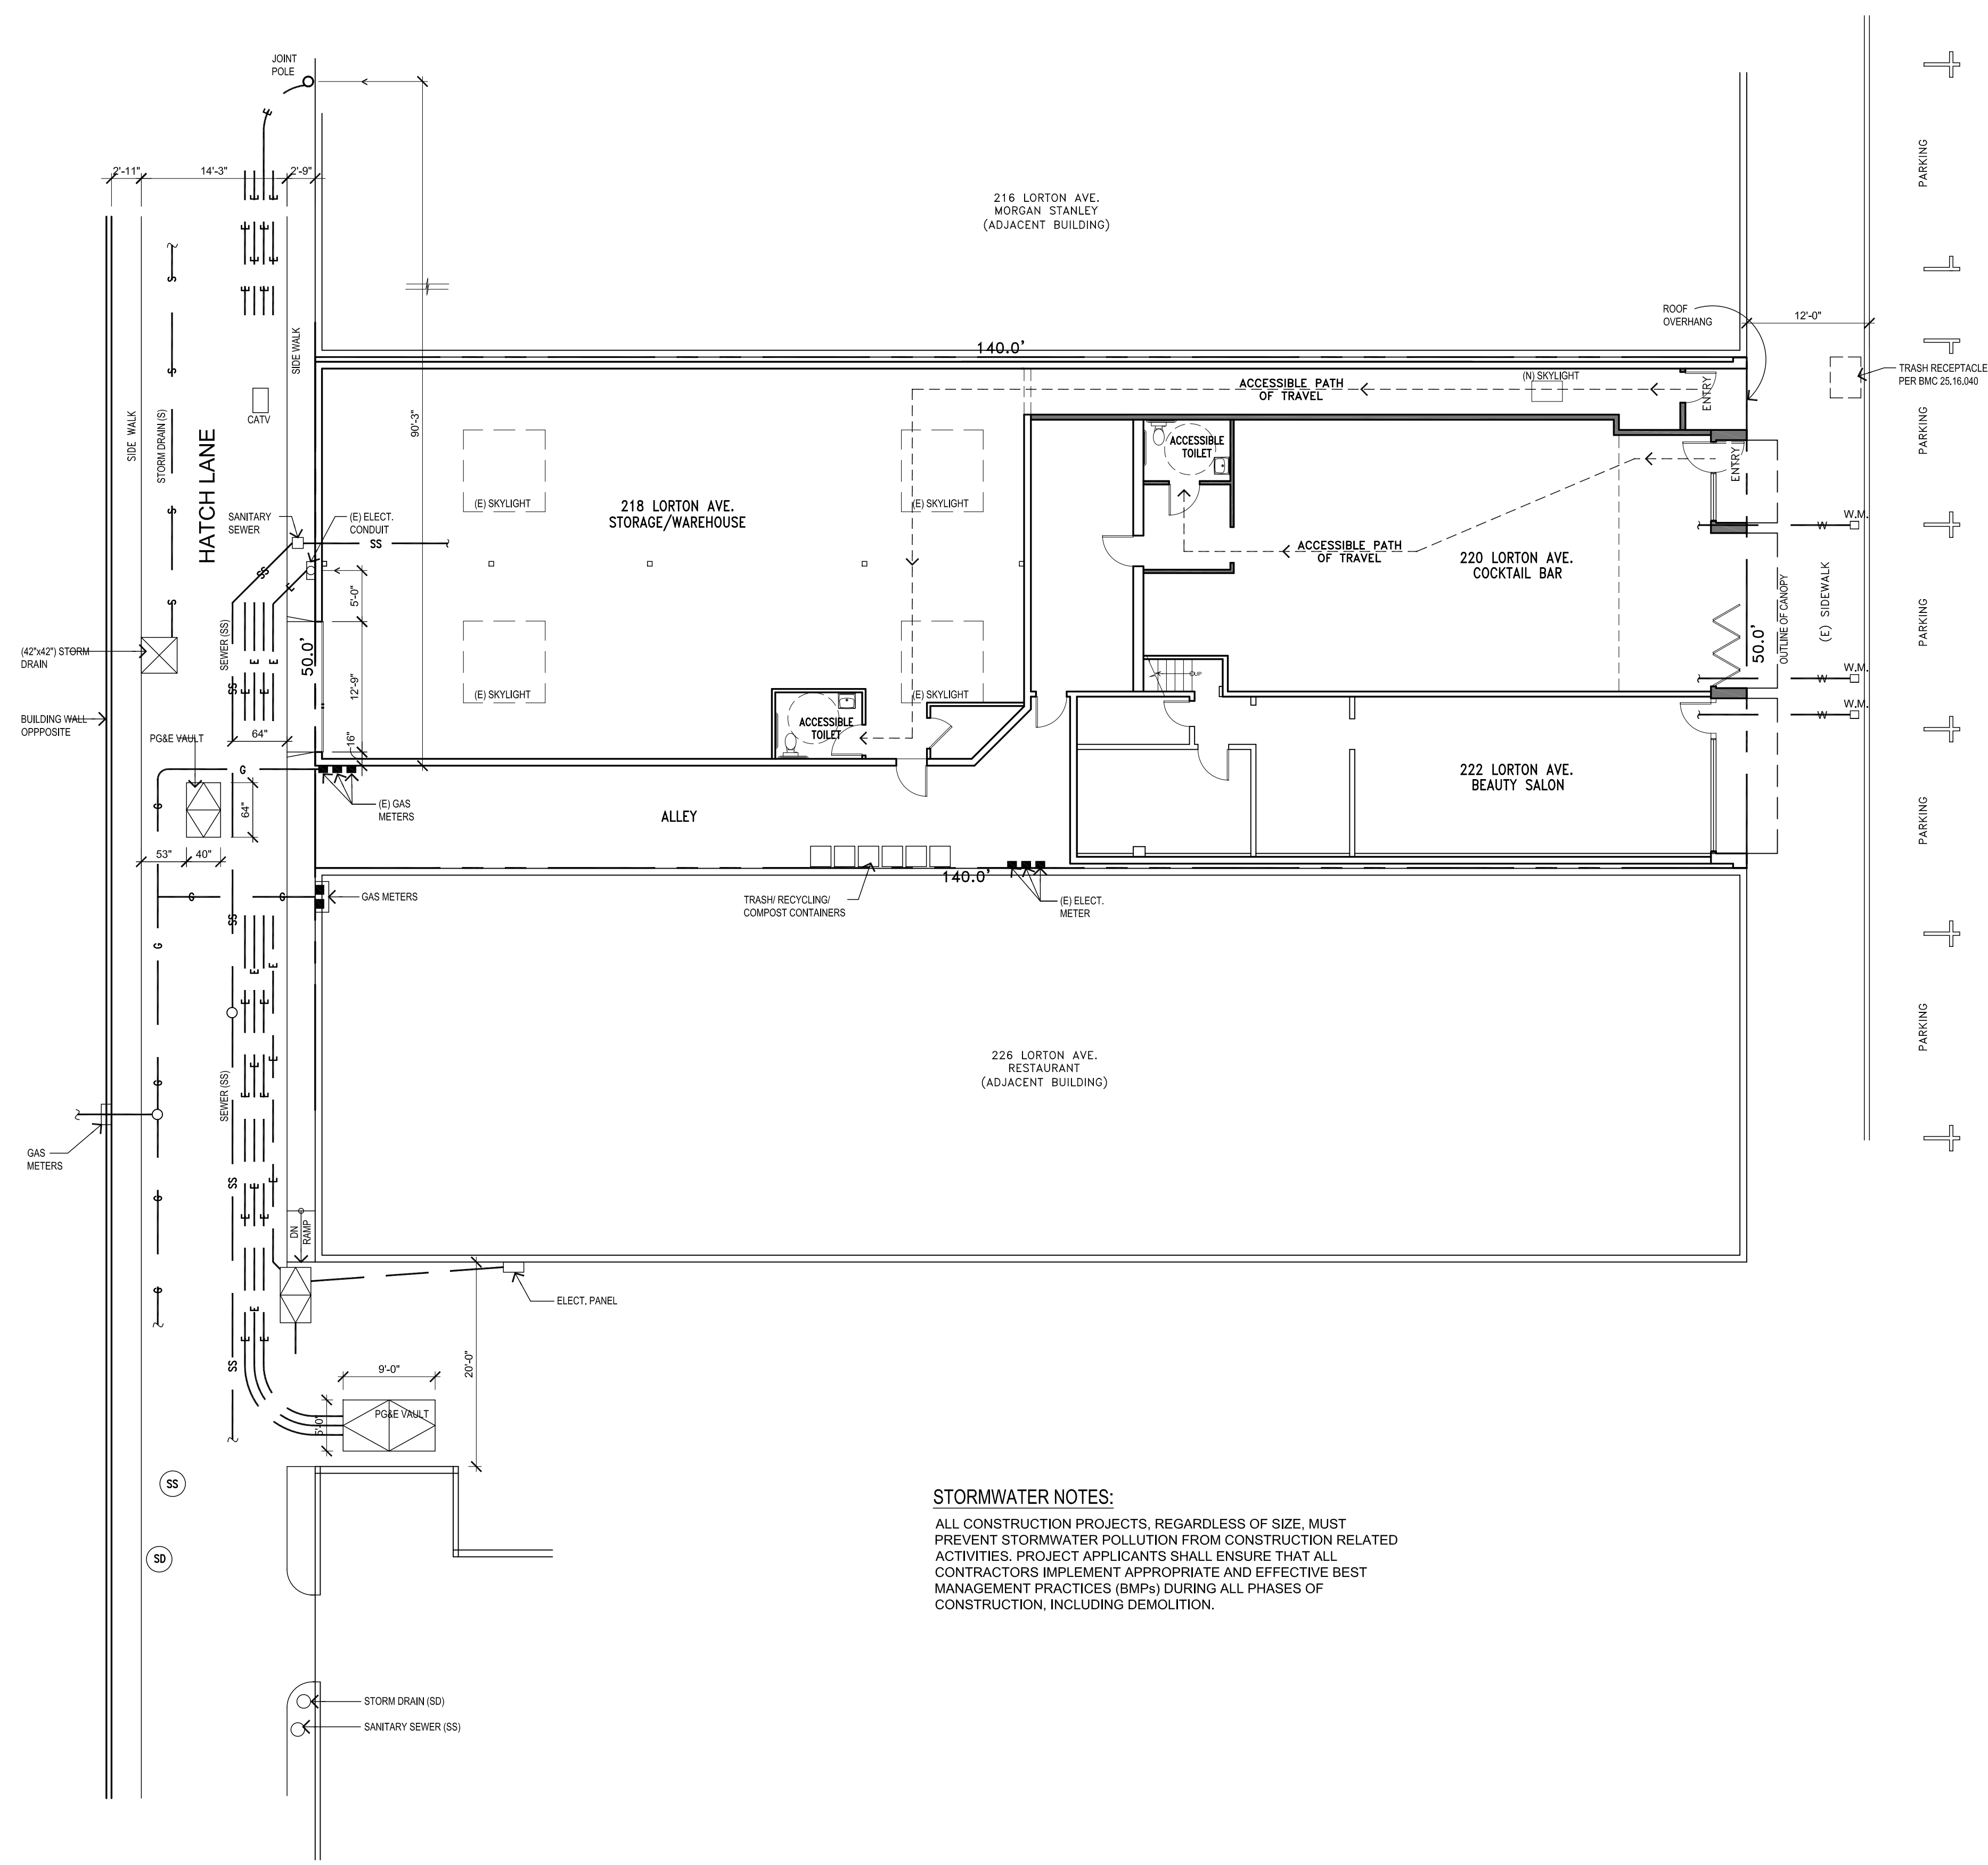 JOINT
POLE
2'-11"
14'-3"
2'-9"
E
216 LORTON AVE.
MORGAN STANLEY
(ADJACENT BUILDING)
PARKING
ROOF
OVERHANG
12'-0"
TRASH RECEPTACLE
PER BMC 25.16.040
140.0'
SIDE WALK
CATV
90'-3"
ACCESSIBLE PATH
OF TRAVEL
(N) SKYLIGHT
ENTRY
PARKING
SIDE WALK
STORM DRAIN (S)
S
HATCH LANE
ACCESSIBLE
TOILET
ENTRY
(E) SKYLIGHT
(E) SKYLIGHT
218 LORTON AVE.
STORAGE/WAREHOUSE
SANITARY
SEWER
(E) ELECT.
CONDUIT
SS
W.M.
W
ACCESSIBLE PATH
OF TRAVEL
220 LORTON AVE.
COCKTAIL BAR
5'-0"
OUTLINE OF CANOPY
(E) SIDEWALK
PARKING
SEWER (SS)
(42"x42") STORM
DRAIN
50.0'
50.0'
12'-9"
W.M.
W
UP
(E) SKYLIGHT
(E) SKYLIGHT
W.M.
W
BUILDING WALL
OPPPOSITE
ACCESSIBLE
TOILET
PG&E VAULT
64"
16"
G
222 LORTON AVE.
BEAUTY SALON
(E) GAS
METERS
64"
ALLEY
PARKING
53"
40"
140.0'
GAS METERS
TRASH/ RECYCLING/
COMPOST CONTAINERS
(E) ELECT.
METER
226 LORTON AVE.
RESTAURANT
(ADJACENT BUILDING)
PARKING
SEWER (SS)
GAS
METERS
DN
RAMP
ELECT. PANEL
20'-0"
9'-0"
PG&E VAULT
5'-0"
SS
SD
STORMWATER NOTES:
ALL CONSTRUCTION PROJECTS, REGARDLESS OF SIZE, MUST
PREVENT STORMWATER POLLUTION FROM CONSTRUCTION RELATED
ACTIVITIES. PROJECT APPLICANTS SHALL ENSURE THAT ALL
CONTRACTORS IMPLEMENT APPROPRIATE AND EFFECTIVE BEST
MANAGEMENT PRACTICES (BMPs) DURING ALL PHASES OF
CONSTRUCTION, INCLUDING DEMOLITION.
STORM DRAIN (SD)
SANITARY SEWER (SS)